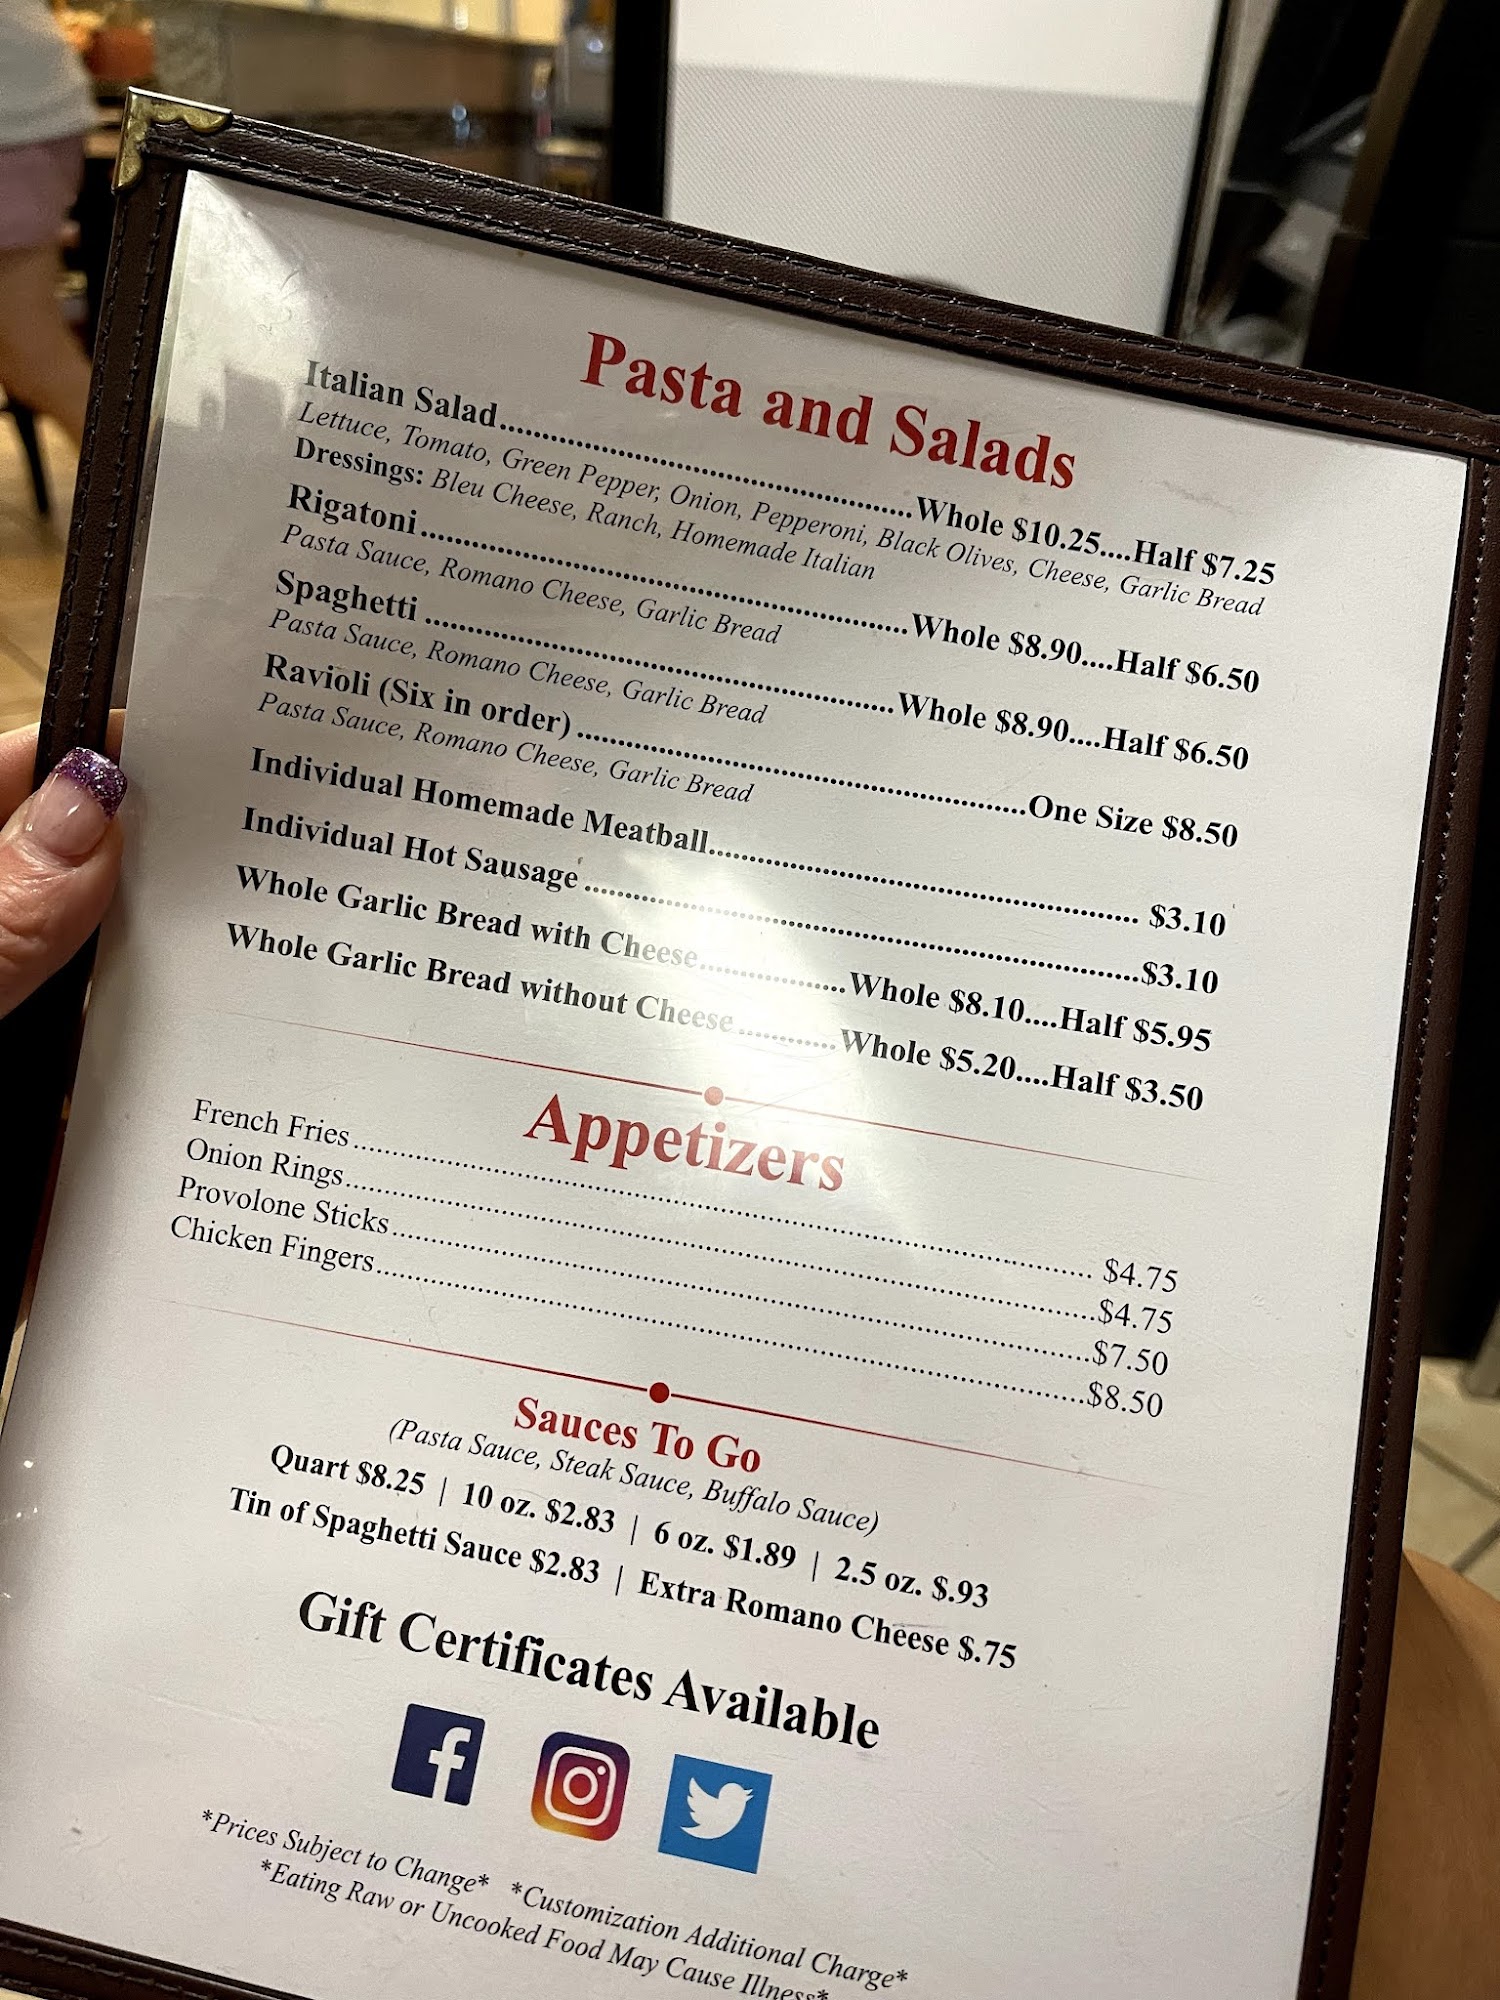 Pasta and Salads
Italian Salad..........Whole $10.25....Half $7.25
Lettuce, Tomato, Green Pepper, Onion, Pepperoni, Black Olives, Cheese, Garlic Bread
Dressings: Bleu Cheese, Ranch, Homemade Italian
Rigatoni..........Whole $8.90....Half $6.50
Pasta Sauce, Romano Cheese, Garlic Bread
Spaghetti..........Whole $8.90....Half $6.50
Pasta Sauce, Romano Cheese, Garlic Bread
Ravioli (Six in order)..........One Size $8.50
Pasta Sauce, Romano Cheese, Garlic Bread
Individual Homemade Meatball.......... $3.10
Individual Hot Sausage..........$3.10
Whole Garlic Bread with Cheese..........Whole $8.10....Half $5.95
Whole Garlic Bread without Cheese..........Whole $5.20....Half $3.50
Appetizers
French Fries.......... $4.75
Onion Rings..........$4.75
Provolone Sticks..........$7.50
Chicken Fingers..........$8.50
Sauces To Go
(Pasta Sauce, Steak Sauce, Buffalo Sauce)
Quart $8.25 | 10 oz. $2.83 | 6 oz. $1.89 | 2.5 oz. $.93
Tin of Spaghetti Sauce $2.83 | Extra Romano Cheese $.75
Gift Certificates Available
*Prices Subject to Change* *Customization Additional Charge*
*Eating Raw or Uncooked Food May Cause Illness*